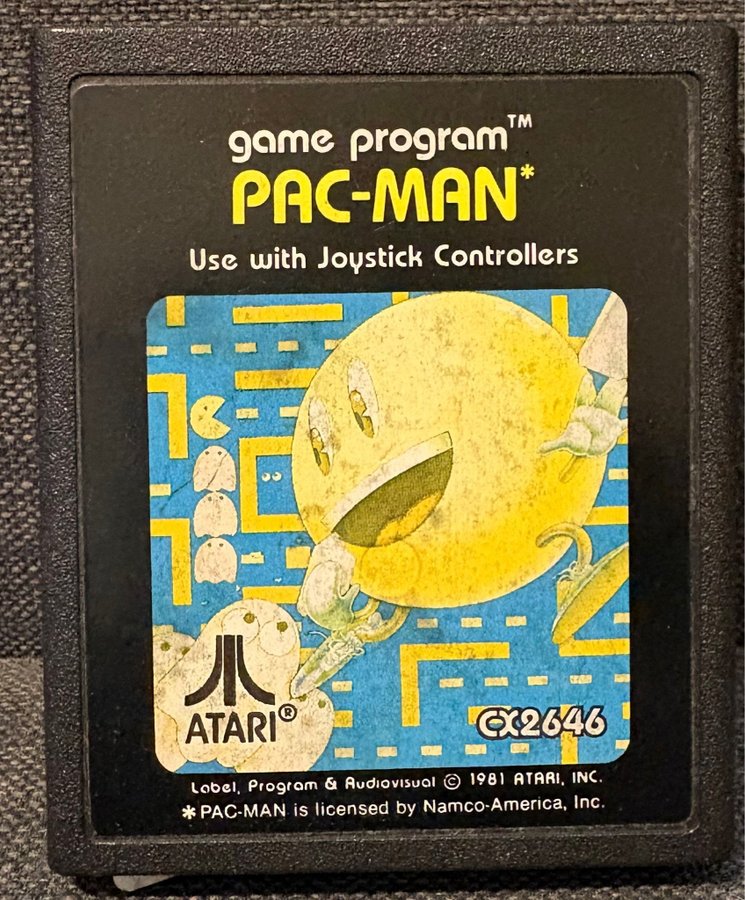 game program™
PAC-MAN*
Use with Joystick Controllers
ATARI®
CX2646
Label, Program & Audiovisual © 1981 ATARI, INC.
*PAC-MAN is licensed by Namco-America, Inc.